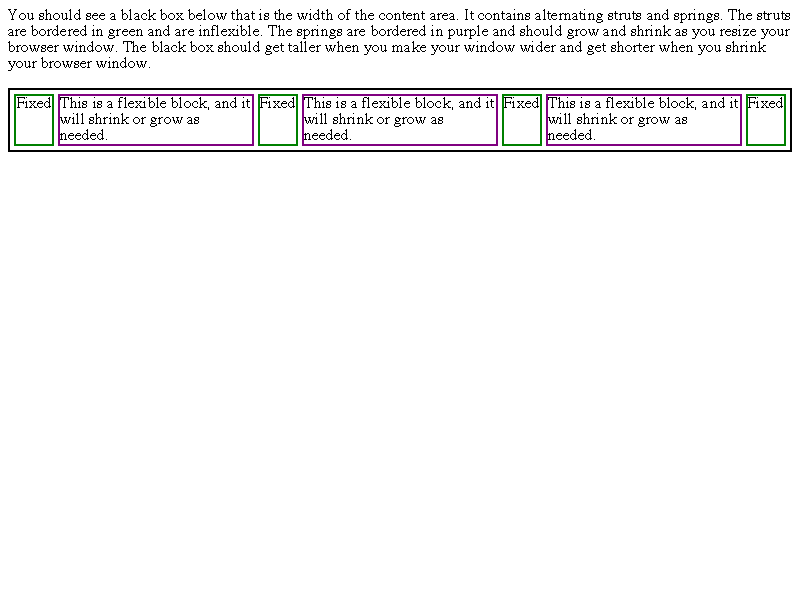 You should see a black box below that is the width of the content area. It contains alternating struts and springs. The struts
are bordered in green and are inflexible. The springs are bordered in purple and should grow and shrink as you resize your
browser window. The black box should get taller when you make your window wider and get shorter when you shrink
your browser window.
Fixed This is a flexible block, and it Fixed This is a flexible block, and it Fixed This is a flexible block, and it Fixed
will shrink or grow as will shrink or grow as will shrink or grow as
needed. needed. needed.